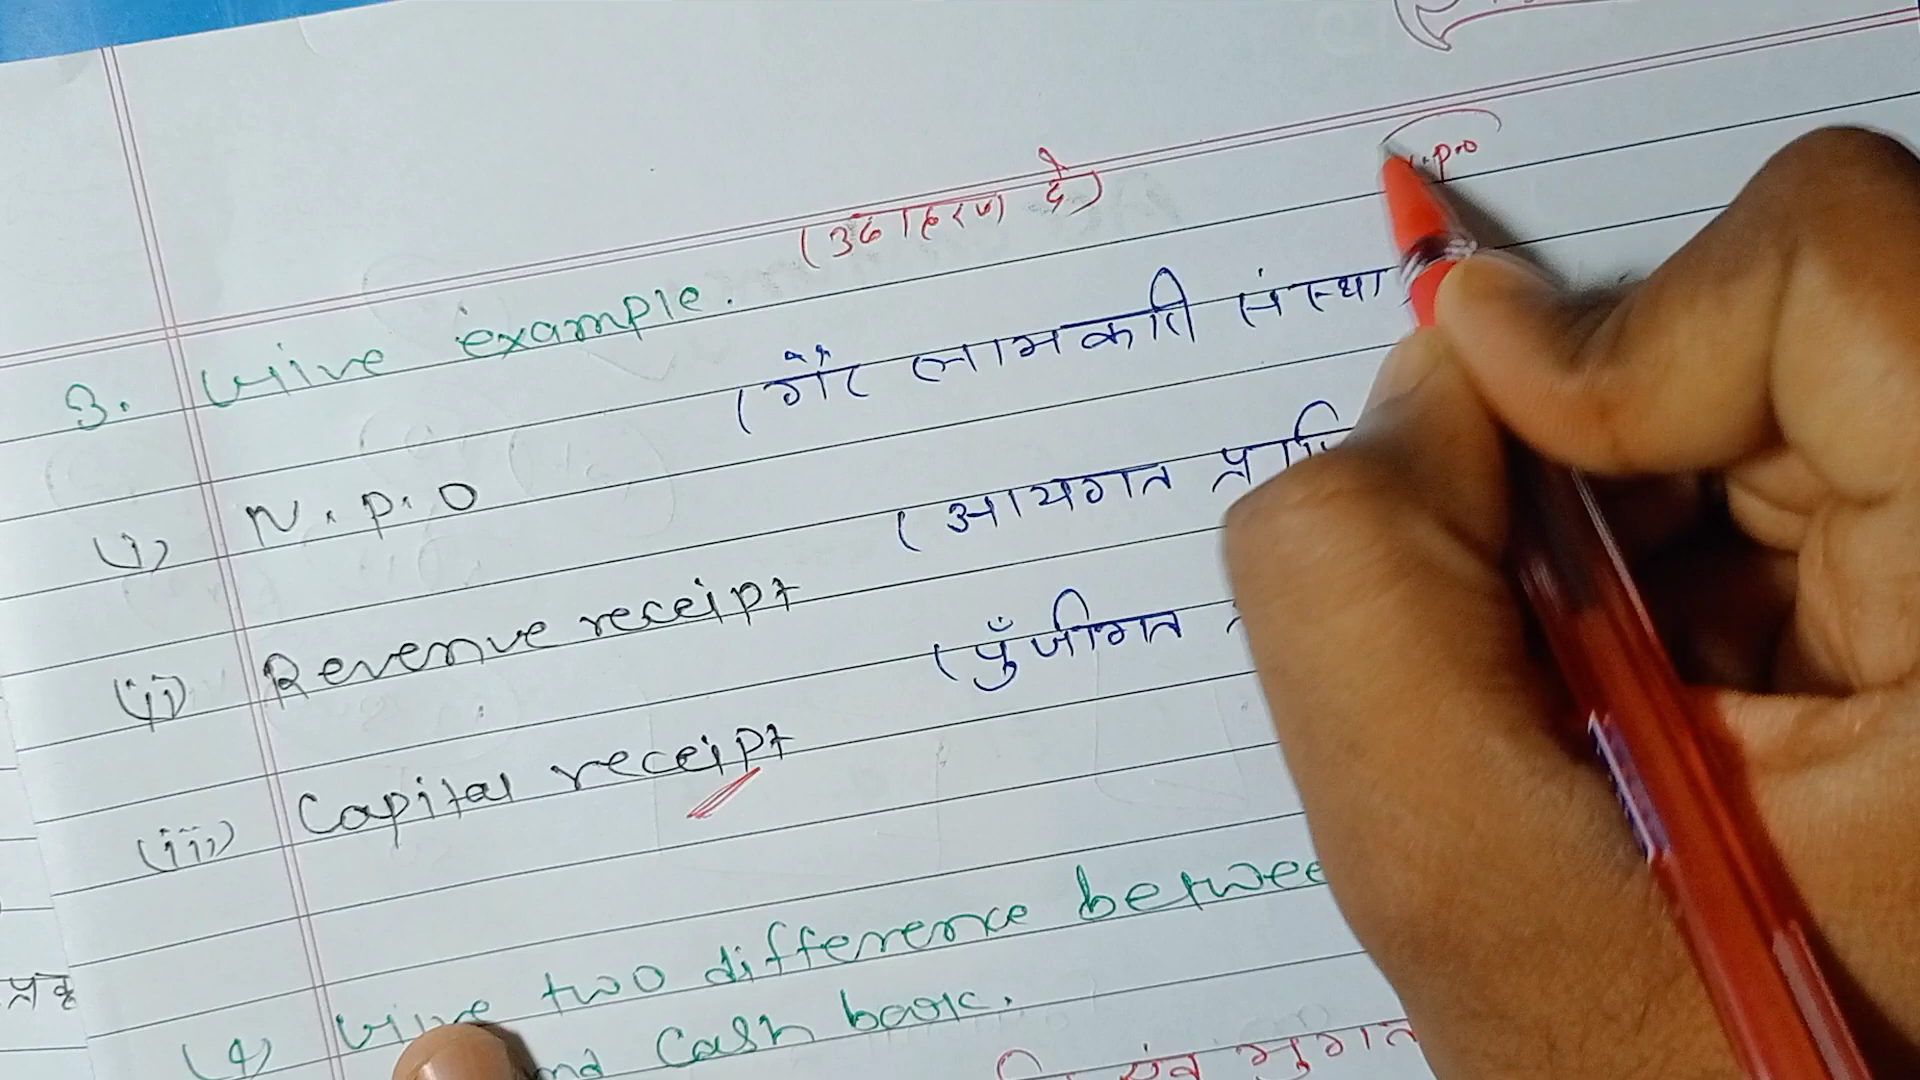 (उदाहरण दे)
N.P.O
3. Give example.
(गैर लाभकारी संस्था
(i) N.P.O
(आयगत
(ii) Revenue receipt
(पुँजीगत
(iii) Capital receipt
(4) Give two difference
Cash book.